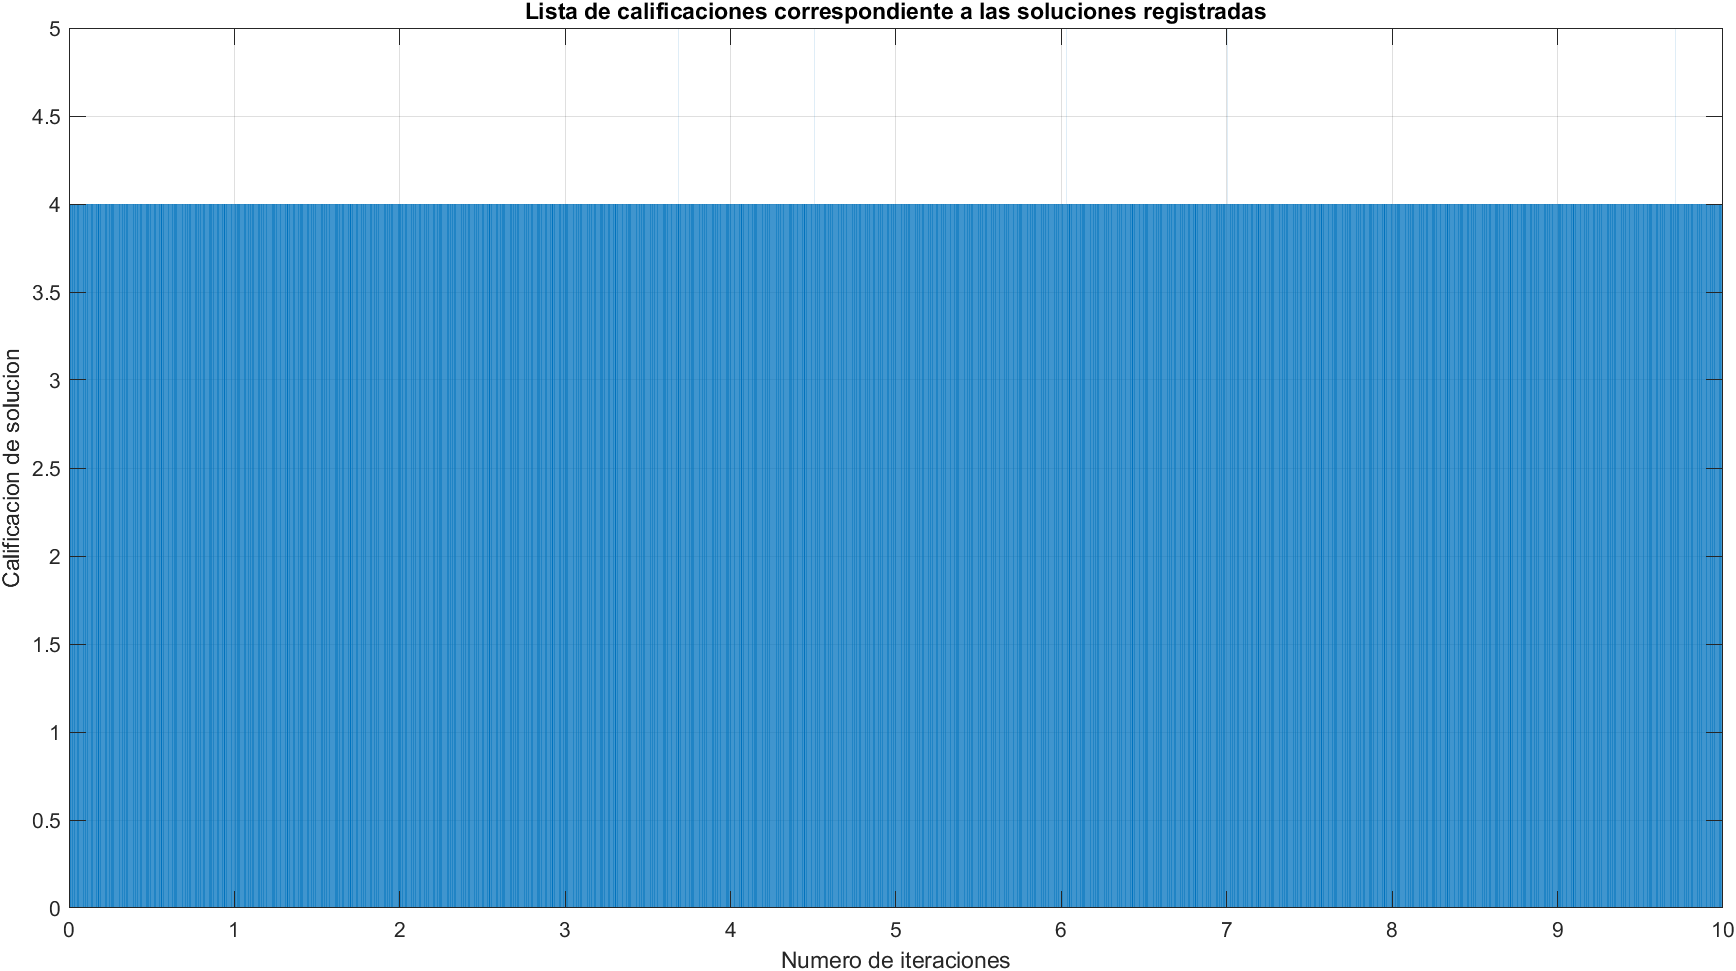 Lista de calificaciones correspondiente a las soluciones registradas
5
4.5
4
3.5
3
2.5
2
1.5
1
0.5
0
Calificacion de solucion
0 1 2 3 4 5 6 7 8 9 10
Numero de iteraciones